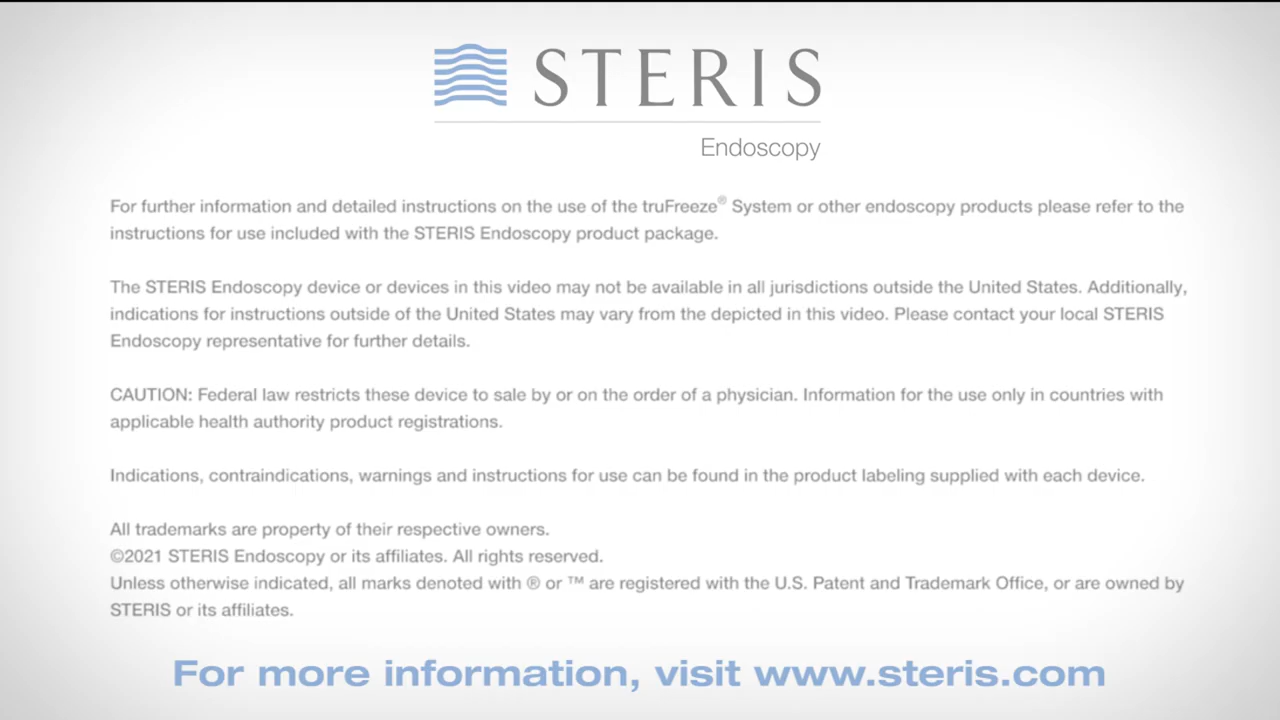 STERIS
Endoscopy
For further information and detailed instructions on the use of the truFreeze® System or other endoscopy products please refer to the
instructions for use included with the STERIS Endoscopy product package.
The STERIS Endoscopy device or devices in this video may not be available in all jurisdictions outside the United States. Additionally,
indications for instructions outside of the United States may vary from the depicted in this video. Please contact your local STERIS
Endoscopy representative for further details.
CAUTION: Federal law restricts these device to sale by or on the order of a physician. Information for the use only in countries with
applicable health authority product registrations.
Indications, contraindications, warnings and instructions for use can be found in the product labeling supplied with each device.
All trademarks are property of their respective owners.
©2021 STERIS Endoscopy or its affiliates. All rights reserved.
Unless otherwise indicated, all marks denoted with ® or ™ are registered with the U.S. Patent and Trademark Office, or are owned by
STERIS or its affiliates.
For more information, visit www.steris.com